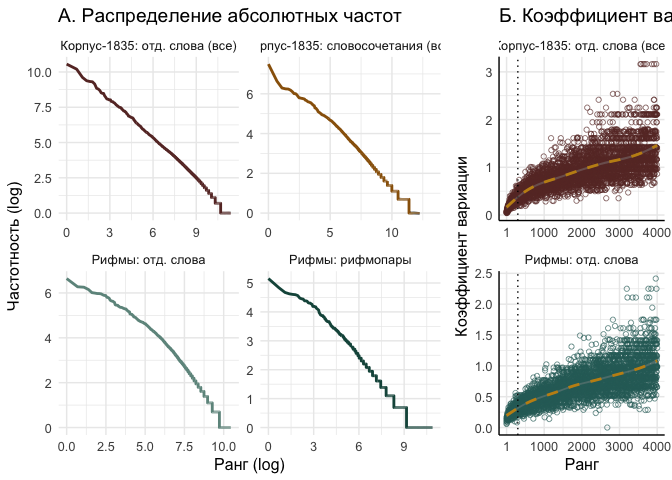 А. Распределение абсолютных частот
Б. Коэффициент ва
Корпус-1835: отд. слова (все)
рпус-1835: словосочетания (вс
Корпус-1835: отд. слова (все
10.0
7.5
5.0
2.5
0.0
0 3 6 9
6
4
2
0
0 5 10
3
2
1
0
1 1000 2000 3000 4000
Рифмы: отд. слова
Рифмы: рифмопары
Рифмы: отд. слова
6
4
2
0
0.0 2.5 5.0 7.5 10.0
5
4
3
2
1
0
0 3 6 9
2.5
2.0
1.5
1.0
0.5
0.0
1 1000 2000 3000 4000
Частотность (log)
Коэффициент вариации
Ранг (log)
Ранг